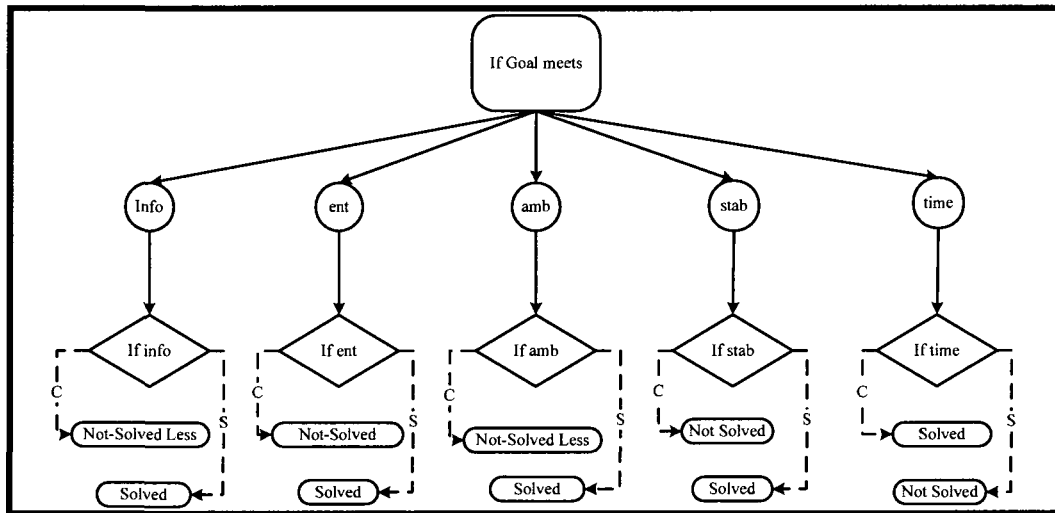 If Goal meets
Info ent amb stab time
If info If ent If amb If stab If time
C S C S C S C S C S
Not-Solved Less Not-Solved Not-Solved Less Not Solved Solved
Solved Solved Solved Solved Not Solved